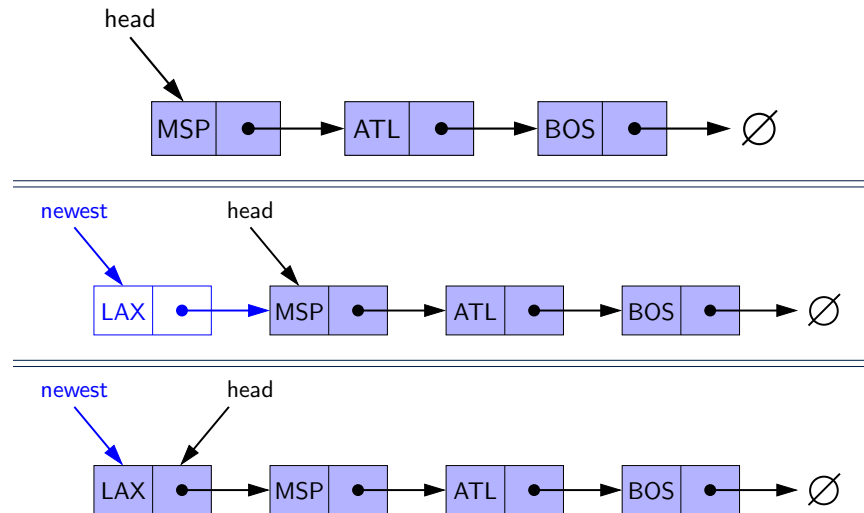 head
MSP ATL BOS ∅
newest head
LAX MSP ATL BOS ∅
newest head
LAX MSP ATL BOS ∅